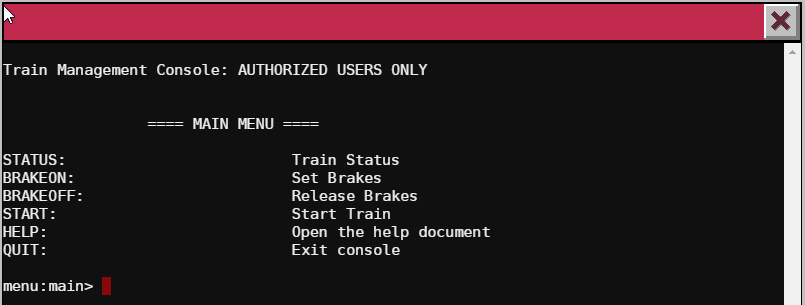 Train Management Console: AUTHORIZED USERS ONLY
==== MAIN MENU ====
STATUS: Train Status
BRAKEON: Set Brakes
BRAKEOFF: Release Brakes
START: Start Train
HELP: Open the help document
QUIT: Exit console
menu:main>